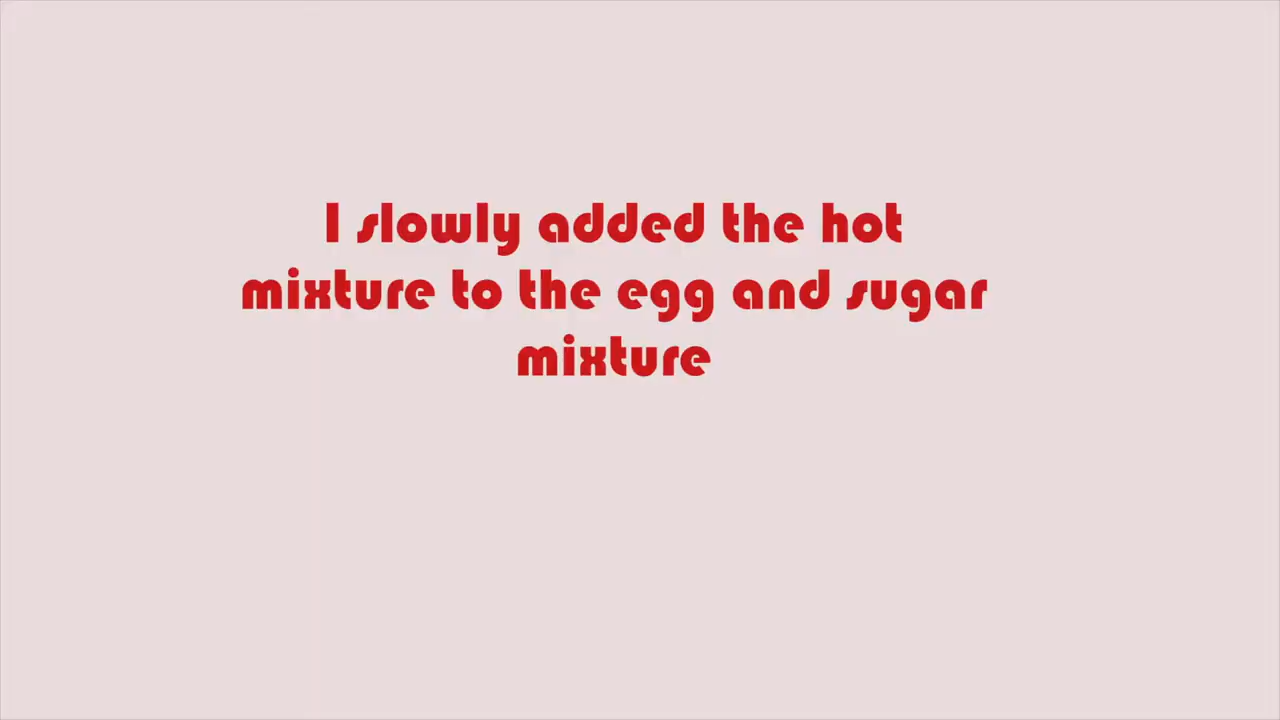 I slowly added the hot
mixture to the egg and sugar
mixture